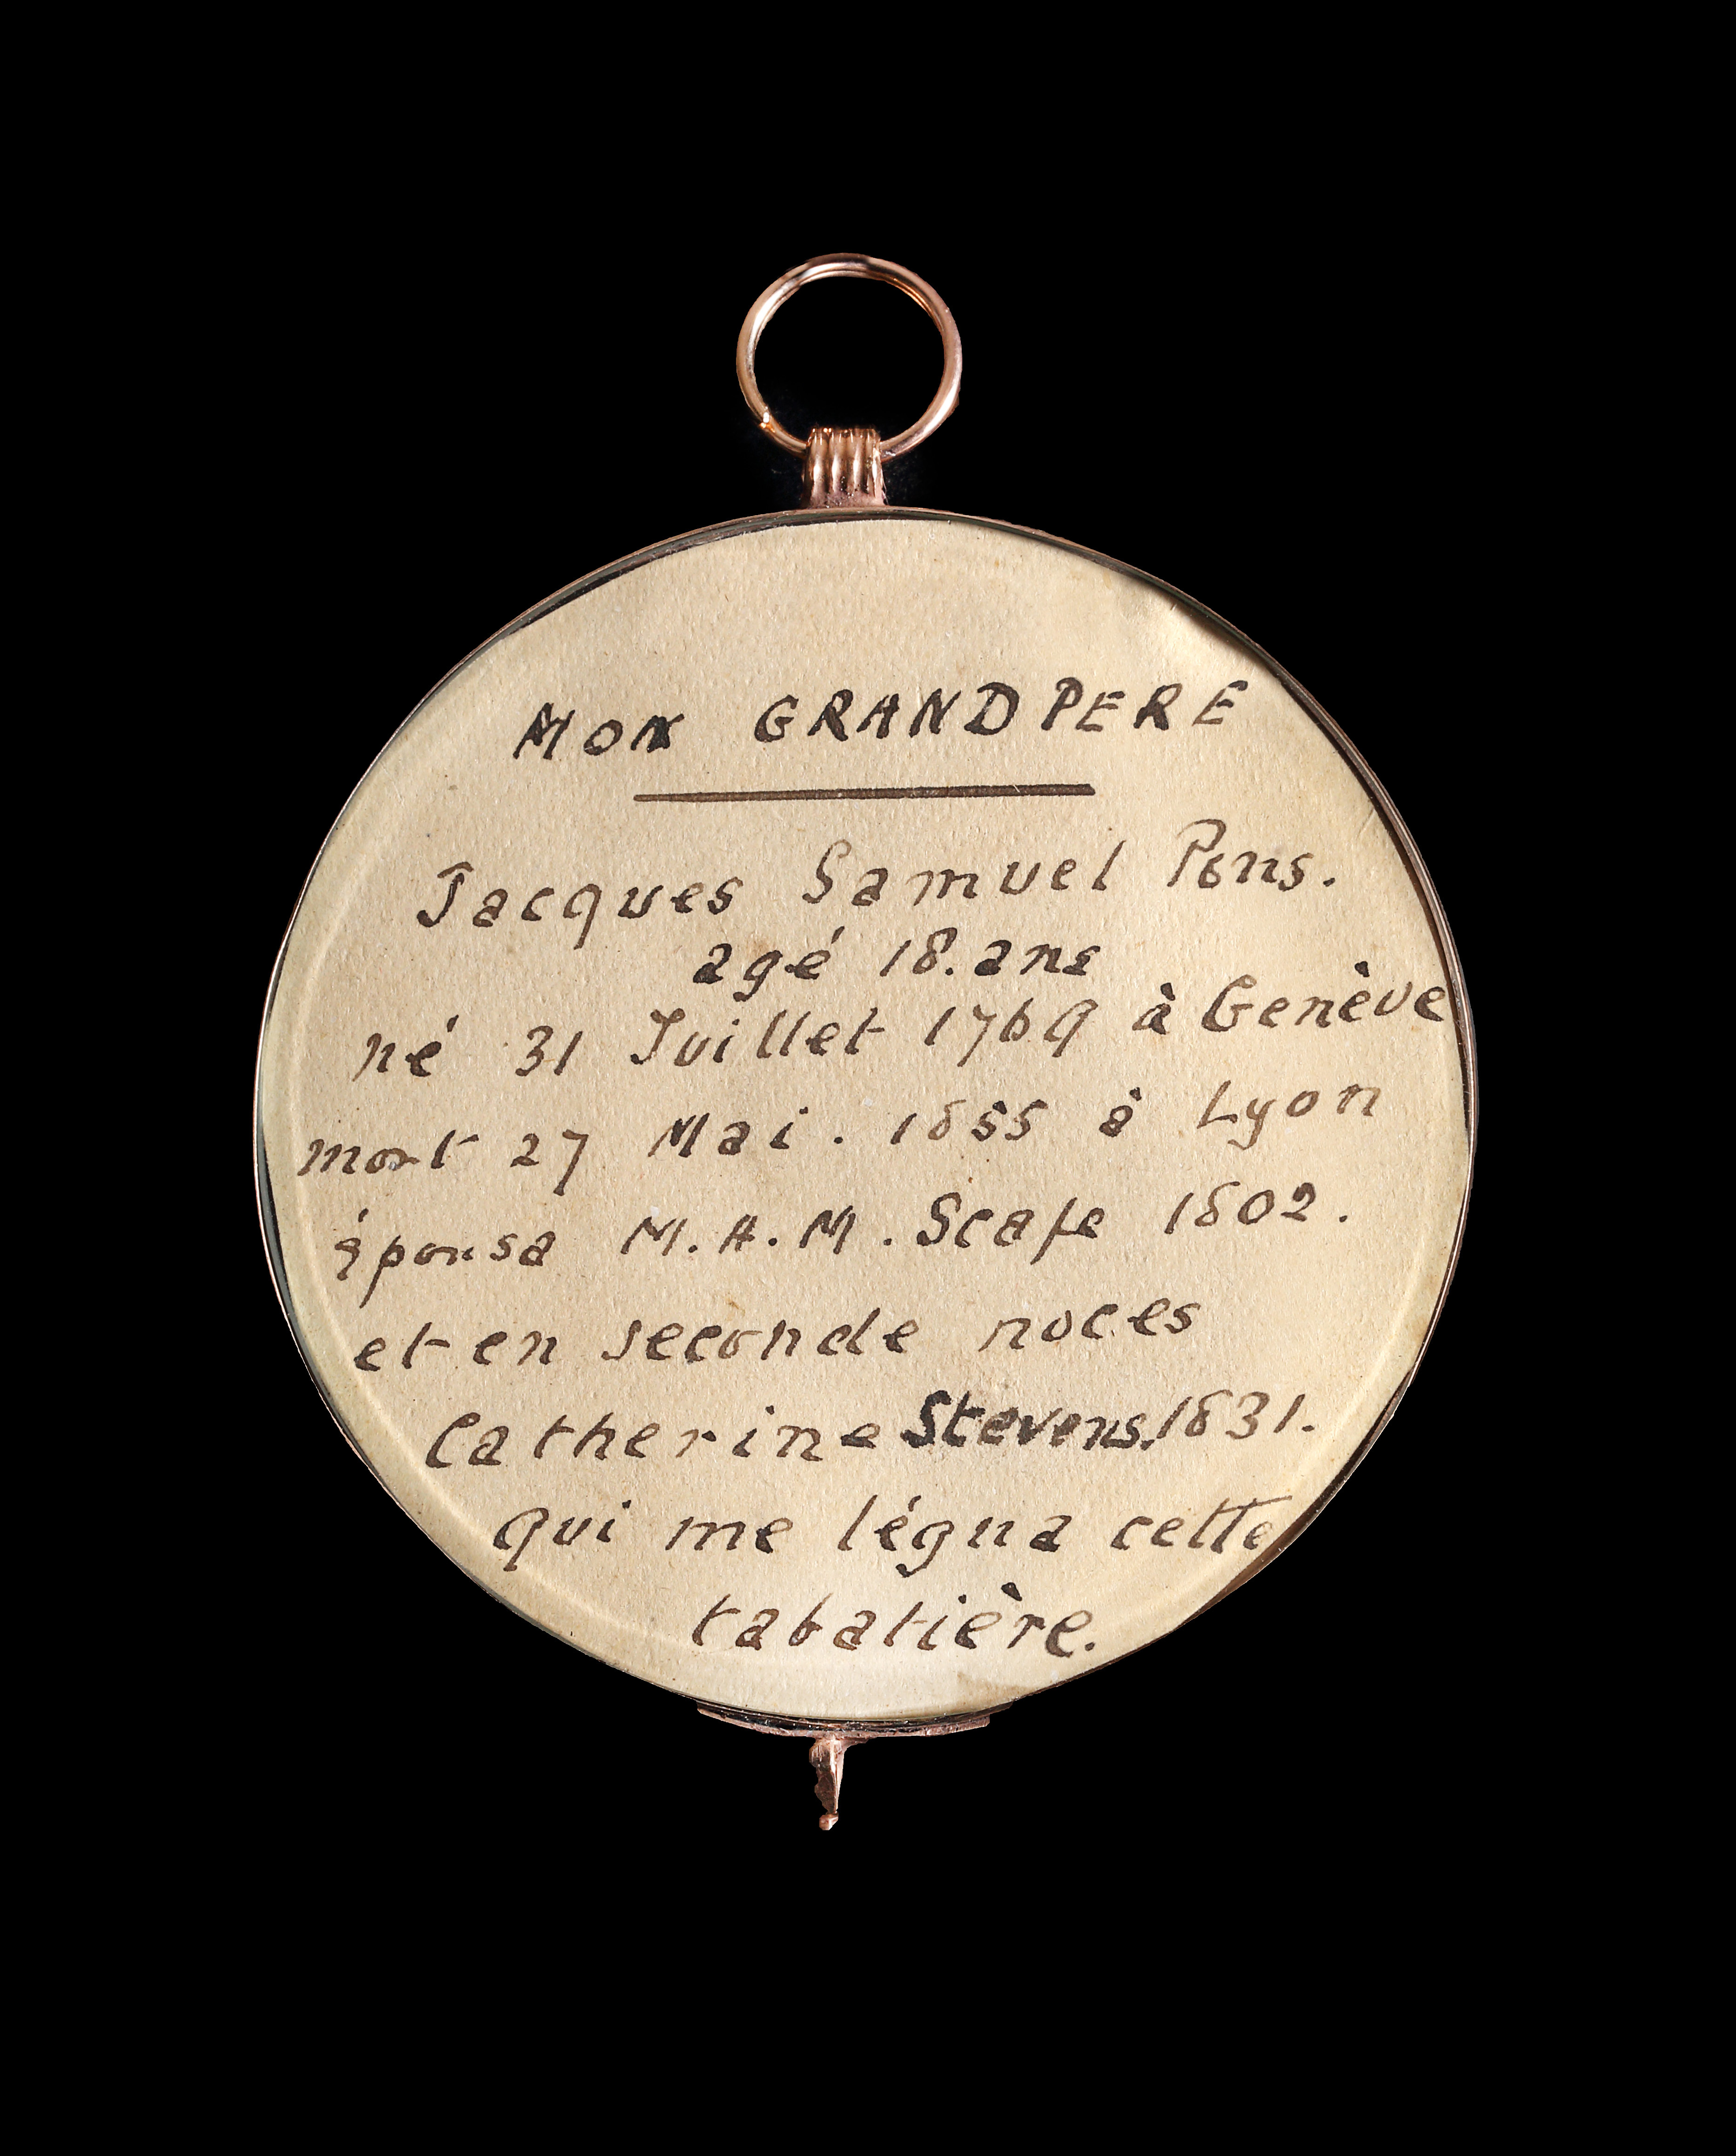 MON GRANDPERE
Jacques Samuel Pons.
agé 18. ans
né 31 Juillet 1769 à Genève
mort 27 Mai. 1855 à Lyon
épousa M. A. M. Scafe 1802.
et en seconde noces
Catherine Stevens. 1831.
qui me légua cette
tabatière.